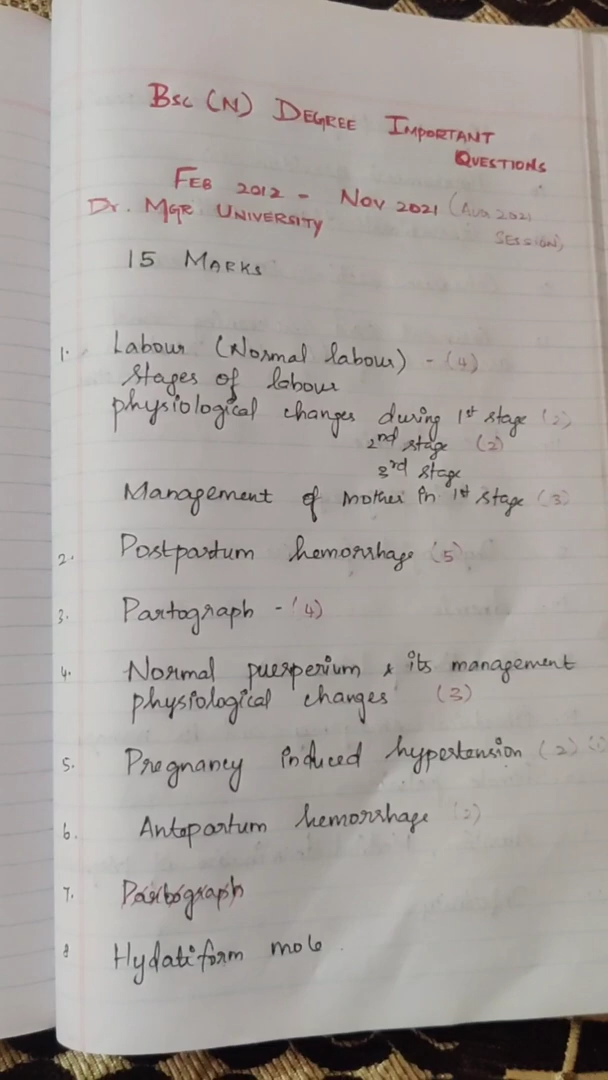 BSC (N) DEGREE IMPORTANT
QUESTIONS
FEB 2012 - NOV 2021 (AUG 2021
SESSION)
Dr. MGR UNIVERSITY
15 MARKS
1. Labour (Normal labour) - (4)
Stages of labour
physiological changes during 1st stage (2)
2nd stage (2)
3rd stage
Management of mother in 1st stage (3)
2. Postpartum hemorrhage (5)
3. Partograph - (4)
4. Normal puerperium & its management
physiological changes (3)
5. Pregnancy induced hypertension (2)
6. Antepartum hemorrhage (2)
7. Partograph
8 Hydatiform mole